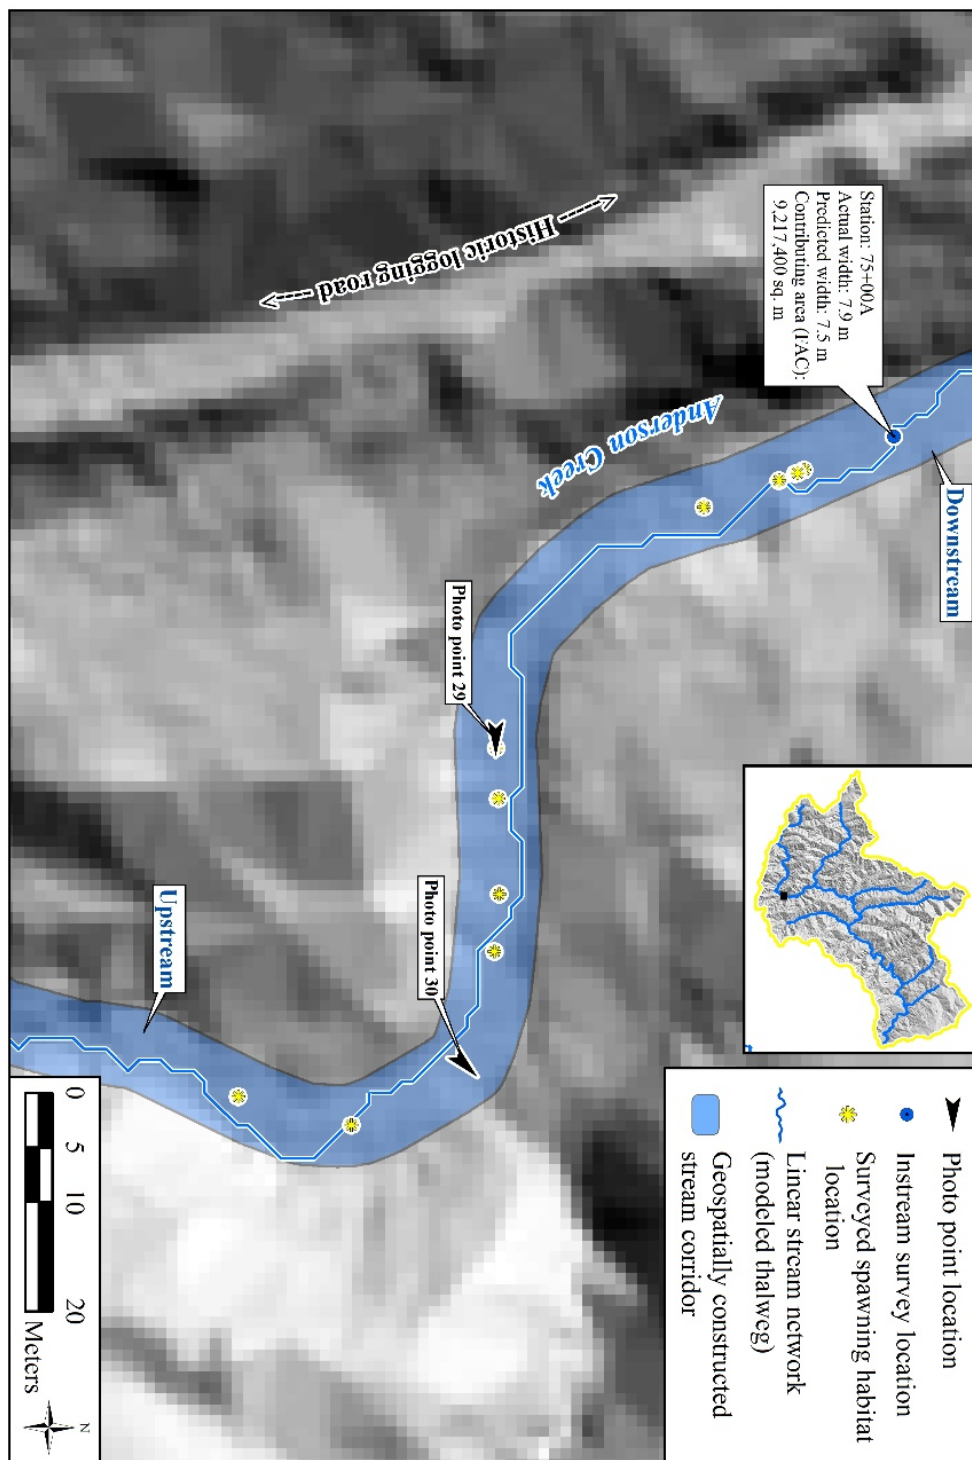 Station: 75+00A
Actual width: 7.9 m
Predicted width: 7.5 m
Contributing area (FAC):
9,217,400 sq. m
Downstream
Historic logging road
Anderson Creek
Photo point 29
Photo point 30
Upstream
Photo point location
Instream survey location
Surveyed spawning habitat
location
Linear stream network
(modeled thalweg)
Geospatially constructed
stream corridor
0 5 10 20
Meters
N